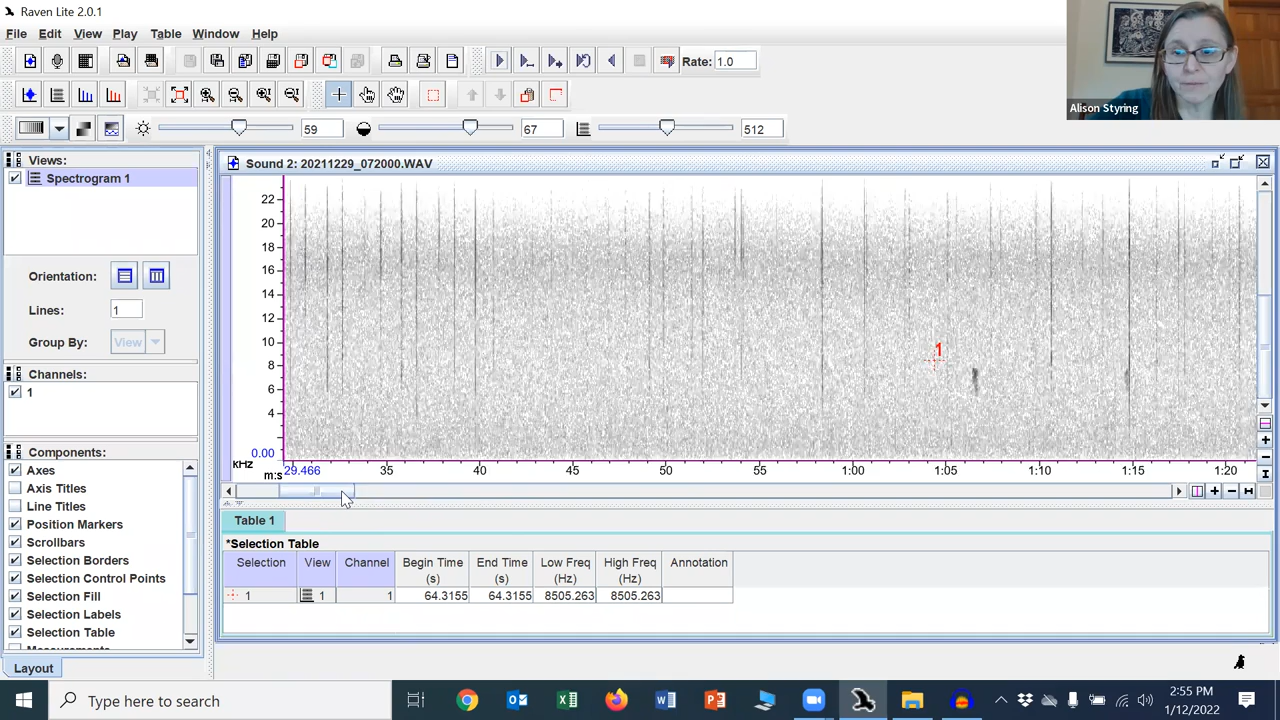 Raven Lite 2.0.1
File Edit View Play Table Window Help
Rate: 1.0
59 67 512
Alison Styring
Views:
Spectrogram 1
Orientation:
Lines: 1
Group By: View
Channels:
1
Components:
Axes
Axis Titles
Line Titles
Position Markers
Scrollbars
Selection Borders
Selection Control Points
Selection Fill
Selection Labels
Selection Table
Measurements
Layout
Sound 2: 20211229_072000.WAV
22
20
18
16
14
12
10
8
6
4
0.00
kHz
1
m:s 29.466 35 40 45 50 55 1:00 1:05 1:10 1:15 1:20
Table 1
*Selection Table
Selection View Channel Begin Time (s) End Time (s) Low Freq (Hz) High Freq (Hz) Annotation
1 1 1 64.3155 64.3155 8505.263 8505.263
Type here to search
2:55 PM
1/12/2022